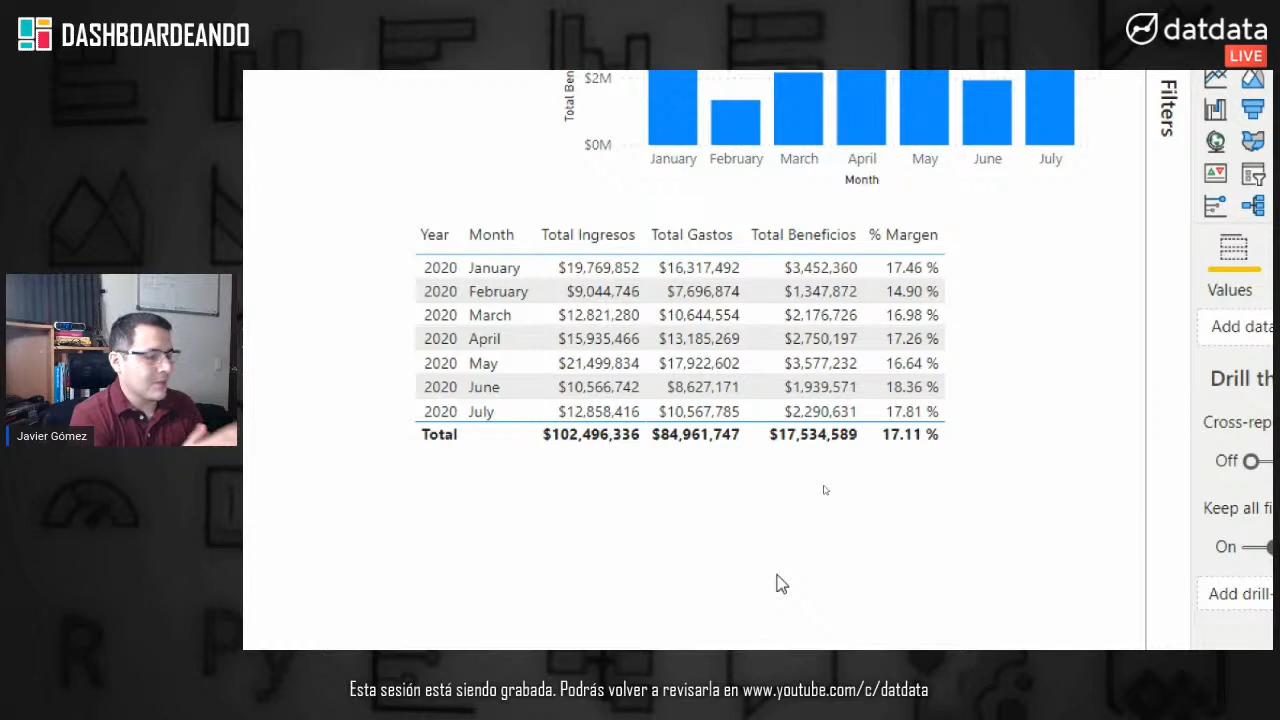 DASHBOARDEANDO
datdata
LIVE
Total Ben
$2M
$0M
January February March April May June July
Month
Filters
Year Month Total Ingresos Total Gastos Total Beneficios % Margen
2020 January $19,769,852 $16,317,492 $3,452,360 17.46 %
2020 February $9,044,746 $7,696,874 $1,347,872 14.90 %
2020 March $12,821,280 $10,644,554 $2,176,726 16.98 %
2020 April $15,935,466 $13,185,269 $2,750,197 17.26 %
2020 May $21,499,834 $17,922,602 $3,577,232 16.64 %
2020 June $10,566,742 $8,627,171 $1,939,571 18.36 %
2020 July $12,858,416 $10,567,785 $2,290,631 17.81 %
Total $102,496,336 $84,961,747 $17,534,589 17.11 %
Values
Add data
Drill th
Cross-rep
Off
Keep all fi
On
Add drill-
Javier Gómez
R
Py
Esta sesión está siendo grabada. Podrás volver a revisarla en www.youtube.com/c/datdata